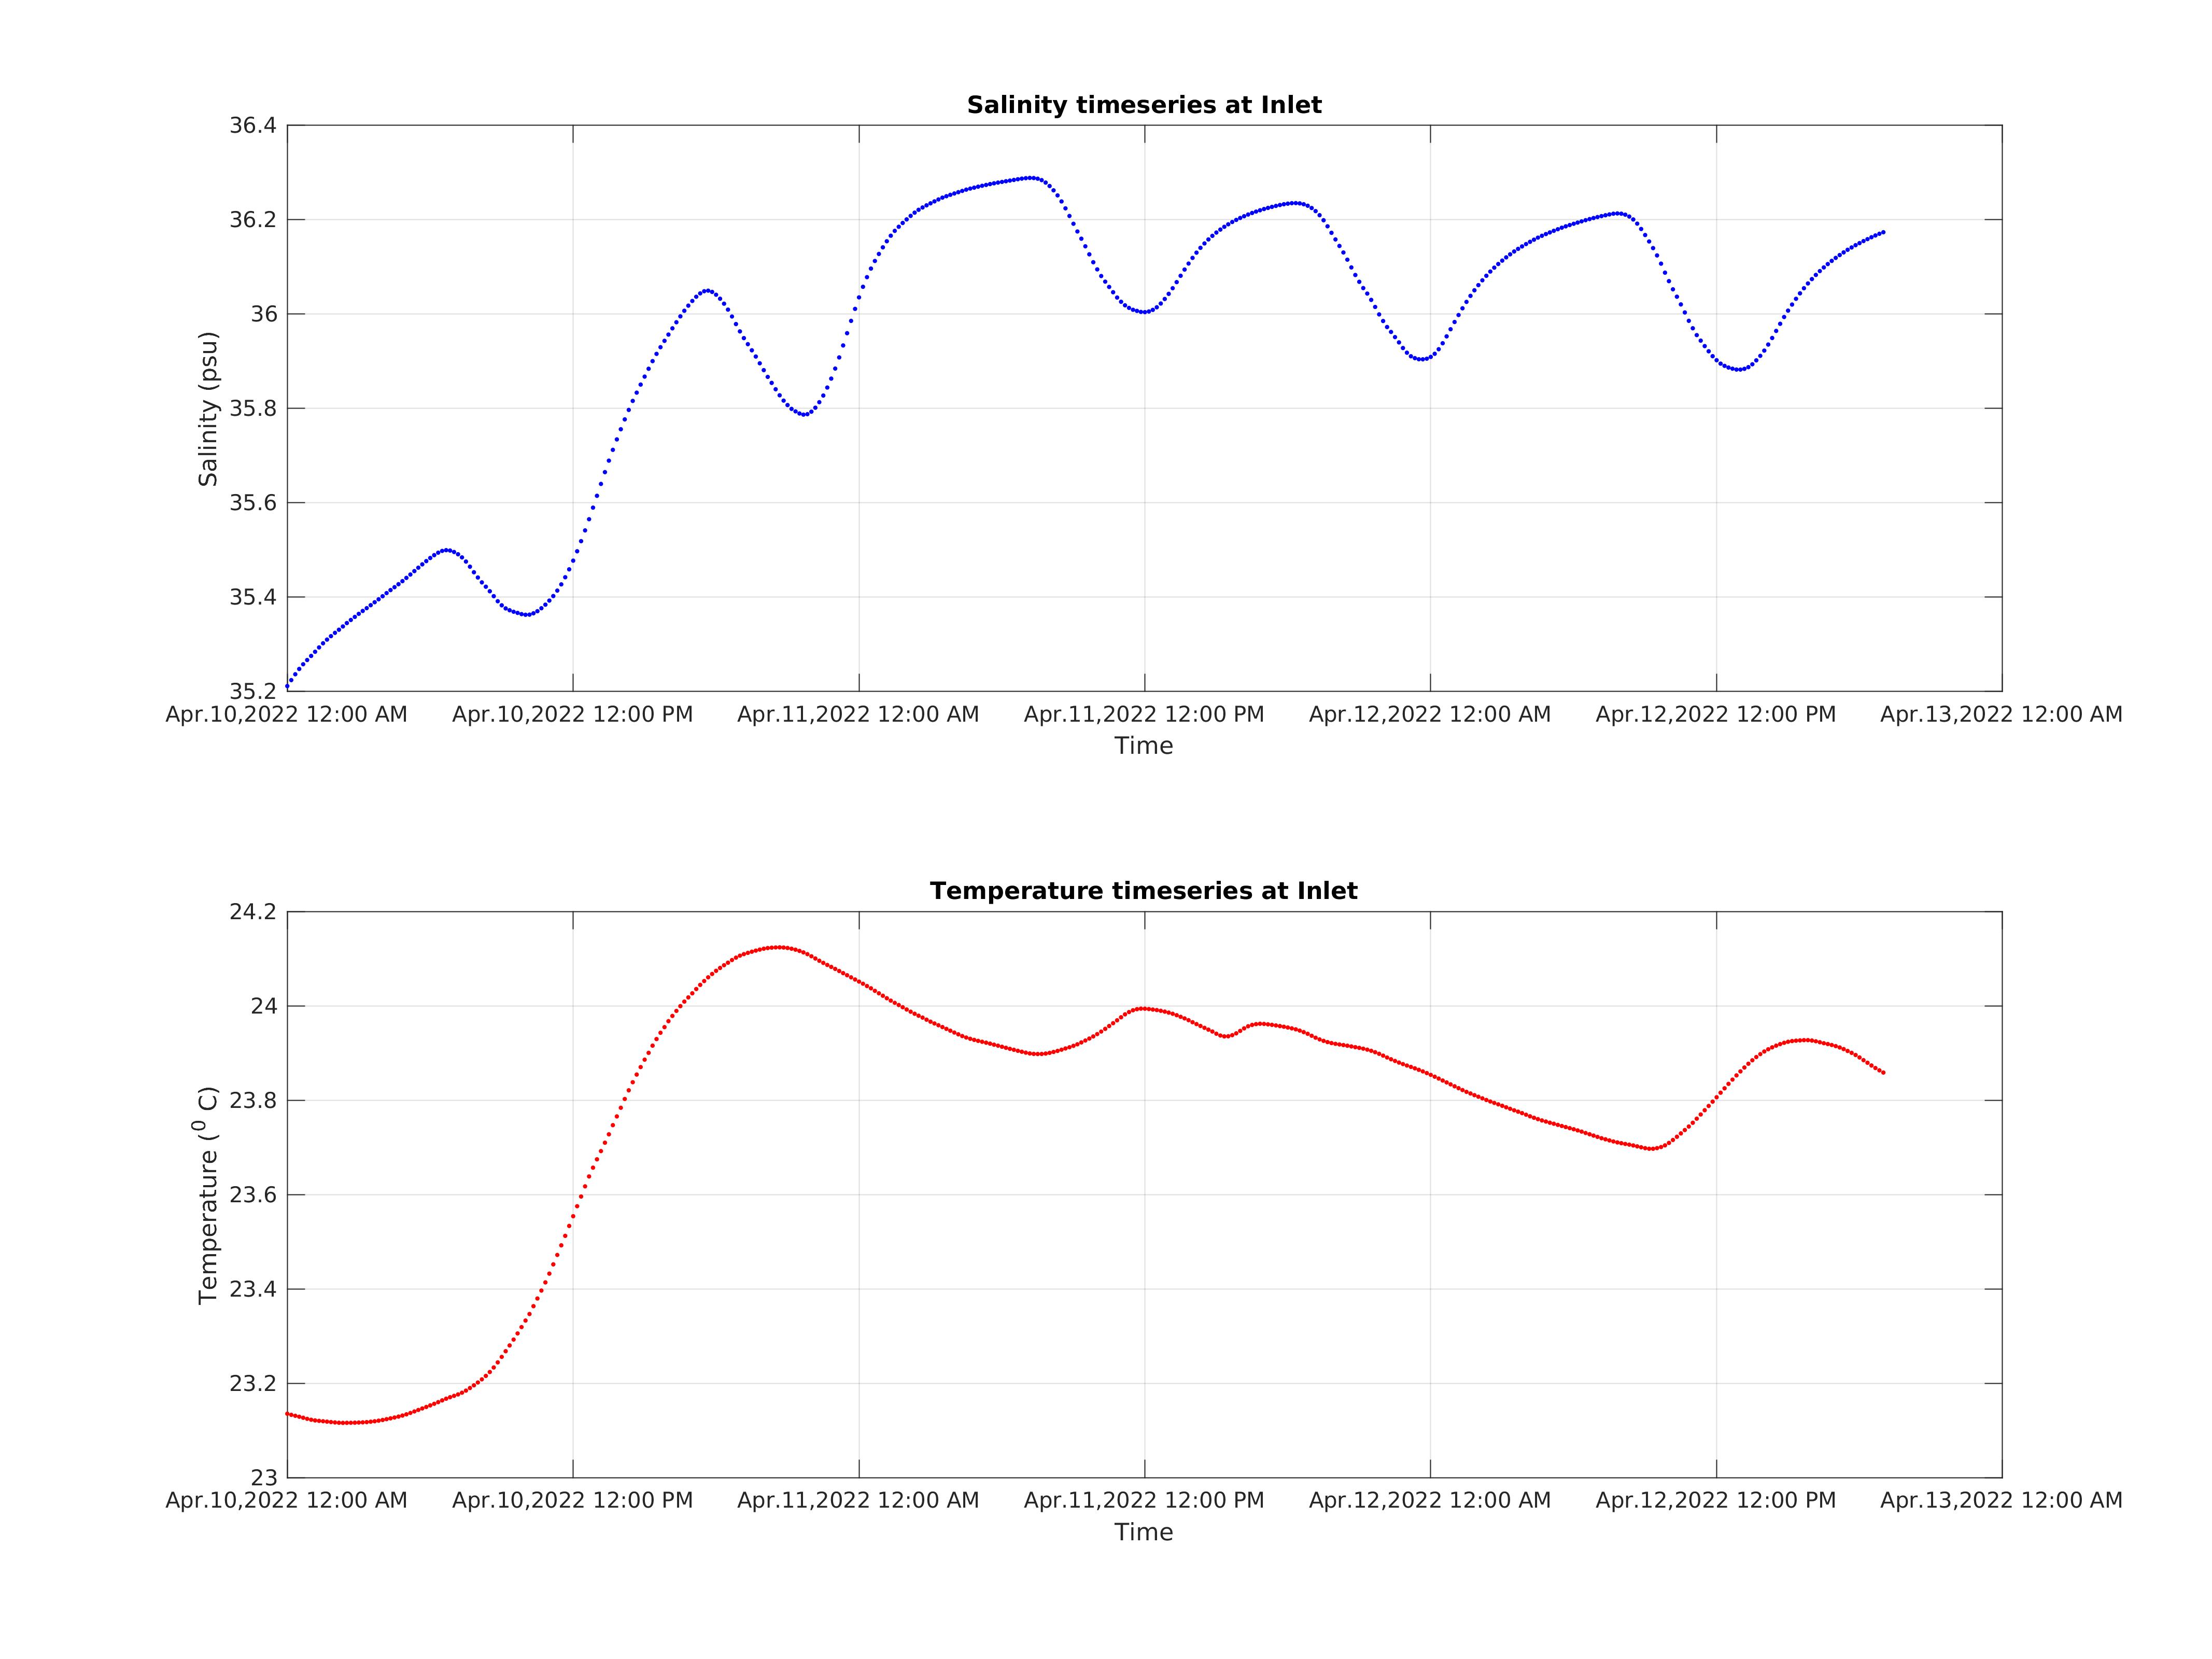 Salinity timeseries at Inlet
36.4
36.2
36
35.8
35.6
35.4
35.2
Salinity (psu)
Apr.10,2022 12:00 AM Apr.10,2022 12:00 PM Apr.11,2022 12:00 AM Apr.11,2022 12:00 PM Apr.12,2022 12:00 AM Apr.12,2022 12:00 PM Apr.13,2022 12:00 AM
Time
Temperature timeseries at Inlet
24.2
24
23.8
23.6
23.4
23.2
23
Temperature (⁰ C)
Apr.10,2022 12:00 AM Apr.10,2022 12:00 PM Apr.11,2022 12:00 AM Apr.11,2022 12:00 PM Apr.12,2022 12:00 AM Apr.12,2022 12:00 PM Apr.13,2022 12:00 AM
Time